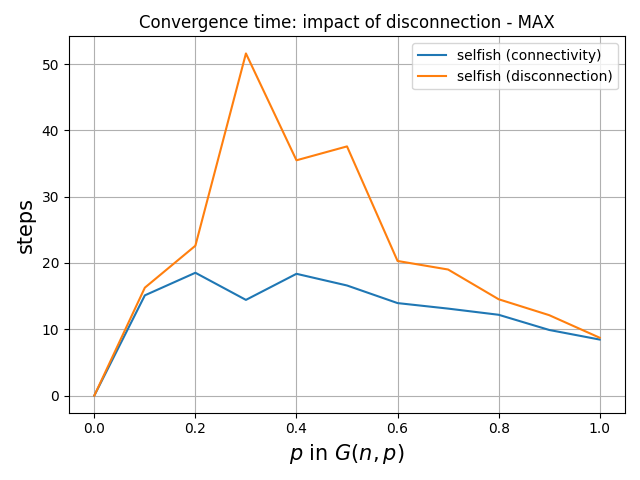 Convergence time: impact of disconnection - MAX
selfish (connectivity)
selfish (disconnection)
steps
50
40
30
20
10
0
0.0 0.2 0.4 0.6 0.8 1.0
p in G(n, p)